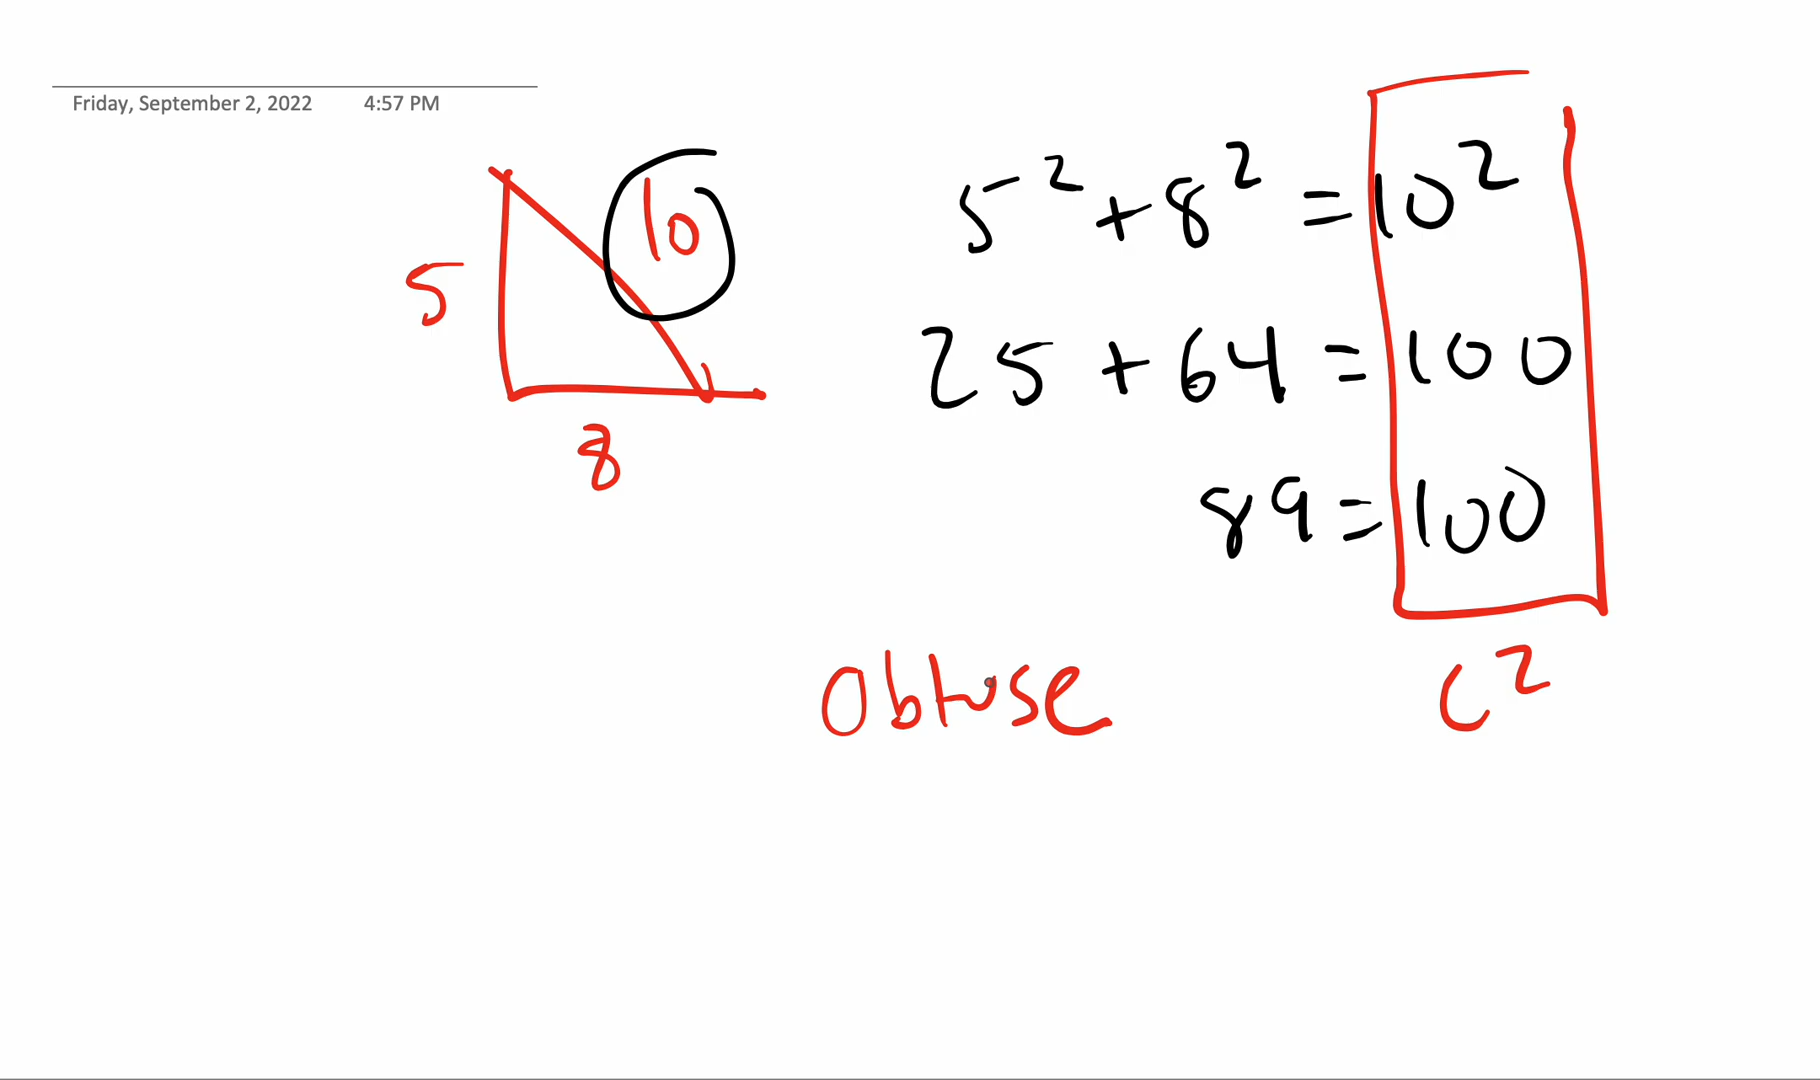 Friday, September 2, 2022 4:57 PM
10
5
8
5² + 8² = 10²
25 + 64 = 100
89 = 100
Obtuse
c²